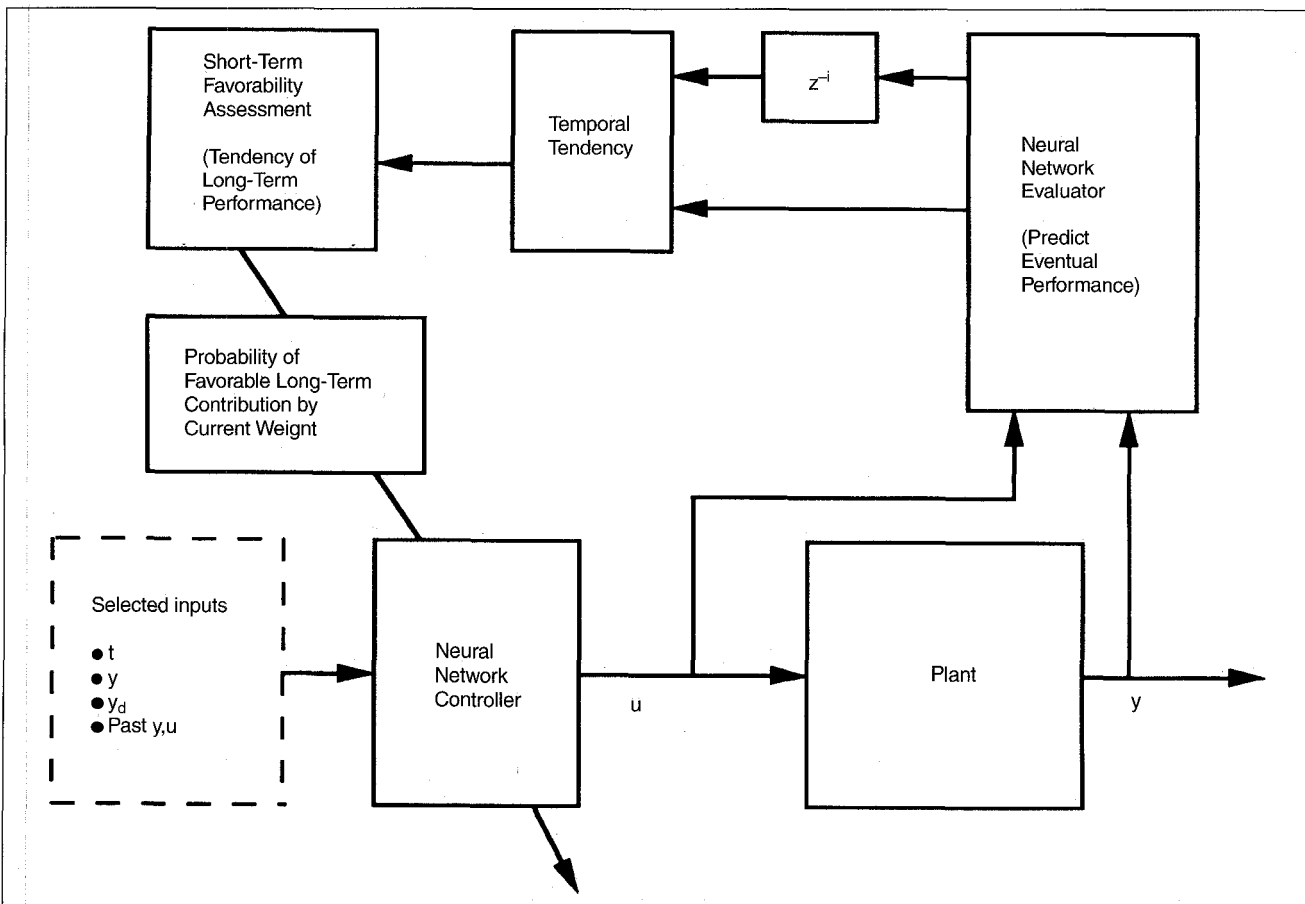 Short-Term
Favorability
Assessment
(Tendency of
Long-Term
Performance)
Temporal
Tendency
z⁻ⁱ
Neural
Network
Evaluator
(Predict
Eventual
Performance)
Probability of
Favorable Long-Term
Contribution by
Current Weignt
Selected inputs
● t
● y
● y_d
● Past y,u
Neural
Network
Controller
u
Plant
y